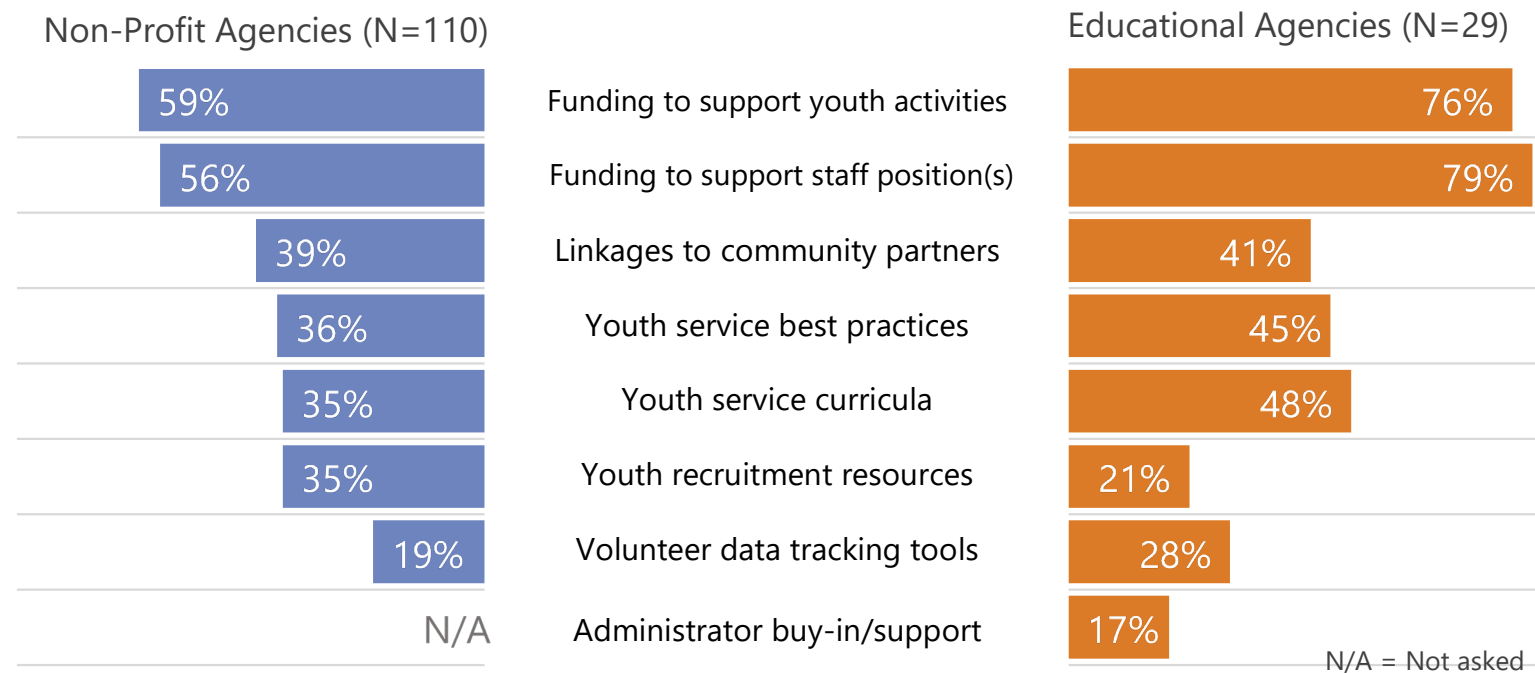 Non-Profit Agencies (N=110)
Educational Agencies (N=29)
59% Funding to support youth activities 76%
56% Funding to support staff position(s) 79%
39% Linkages to community partners 41%
36% Youth service best practices 45%
35% Youth service curricula 48%
35% Youth recruitment resources 21%
19% Volunteer data tracking tools 28%
N/A Administrator buy-in/support 17%
N/A = Not asked